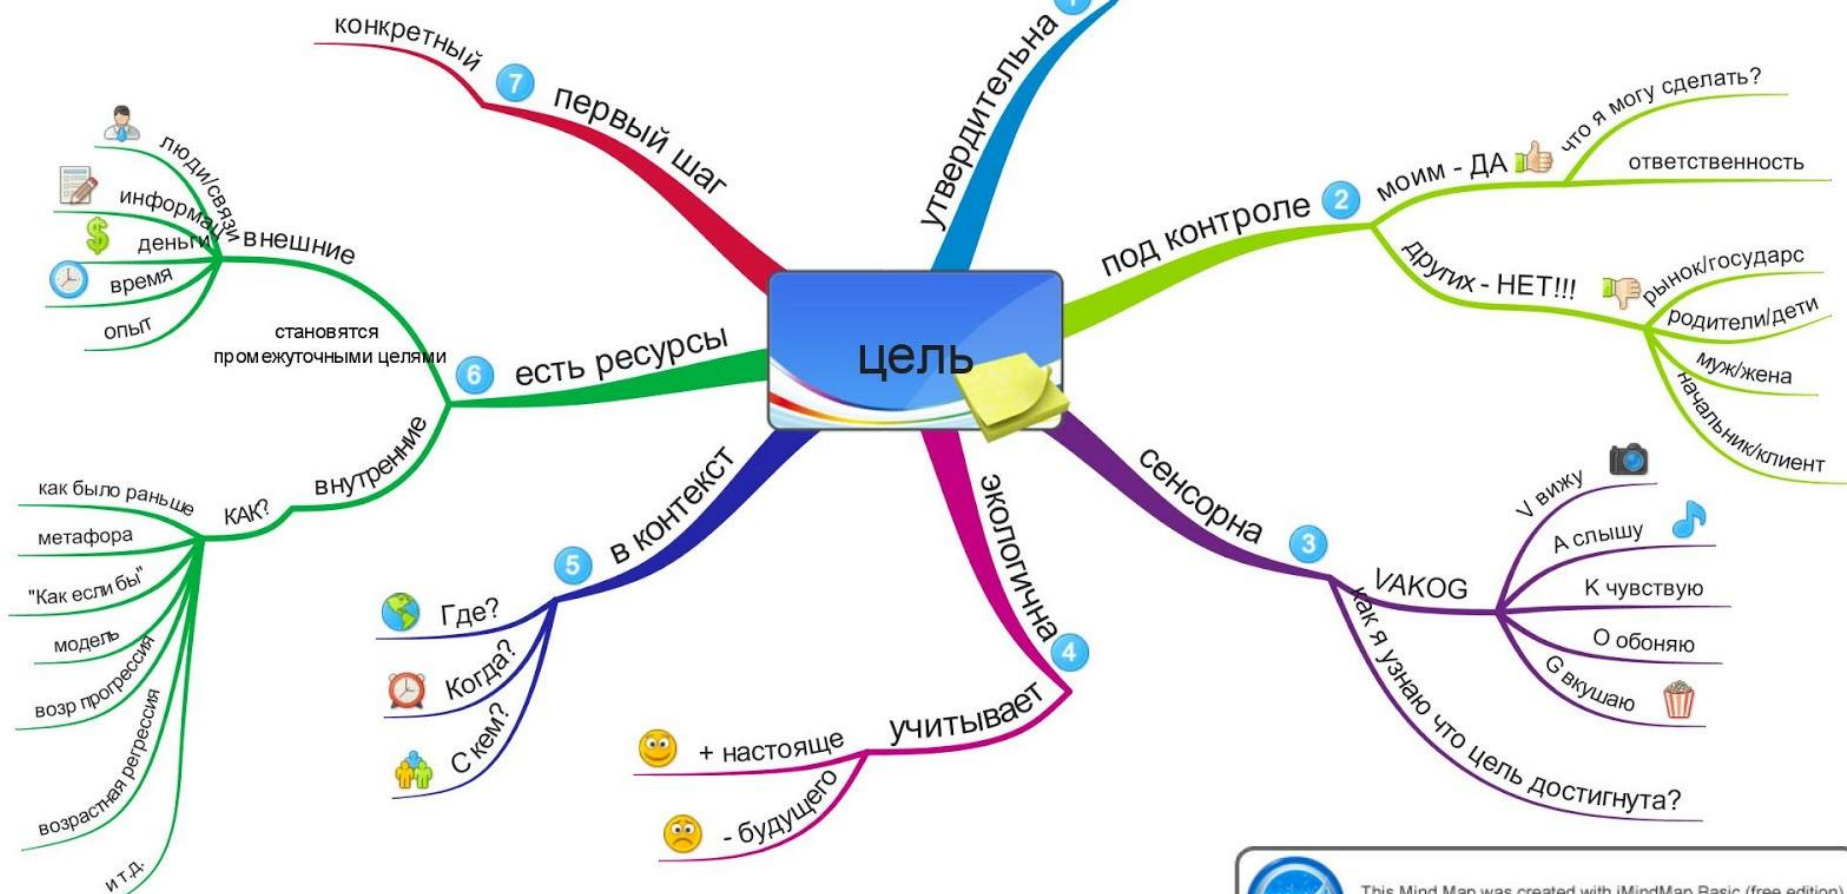 цель
1
утвердительна
2
под контроле
моим - ДА
что я могу сделать?
ответственность
других - НЕТ!!!
рынок/государс
родители/дети
муж/жена
начальник/клиент
3
сенсорна
VAKOG
V вижу
А слышу
К чувствую
О обоняю
G вкушаю
как я узнаю что цель достигнута?
4
экологична
учитывает
+ настояще
- будущего
5
в контекст
Где?
Когда?
С кем?
6
есть ресурсы
становятся
промежуточными целями
внешние
люди/связи
информац
деньги
время
опыт
внутренние
КАК?
как было раньше
метафора
"Как если бы"
модель
возр прогрессия
возрастная регрессия
и т.д.
7
первый шаг
конкретный
$
This Mind Map was created with iMindMap Basic (free edition)